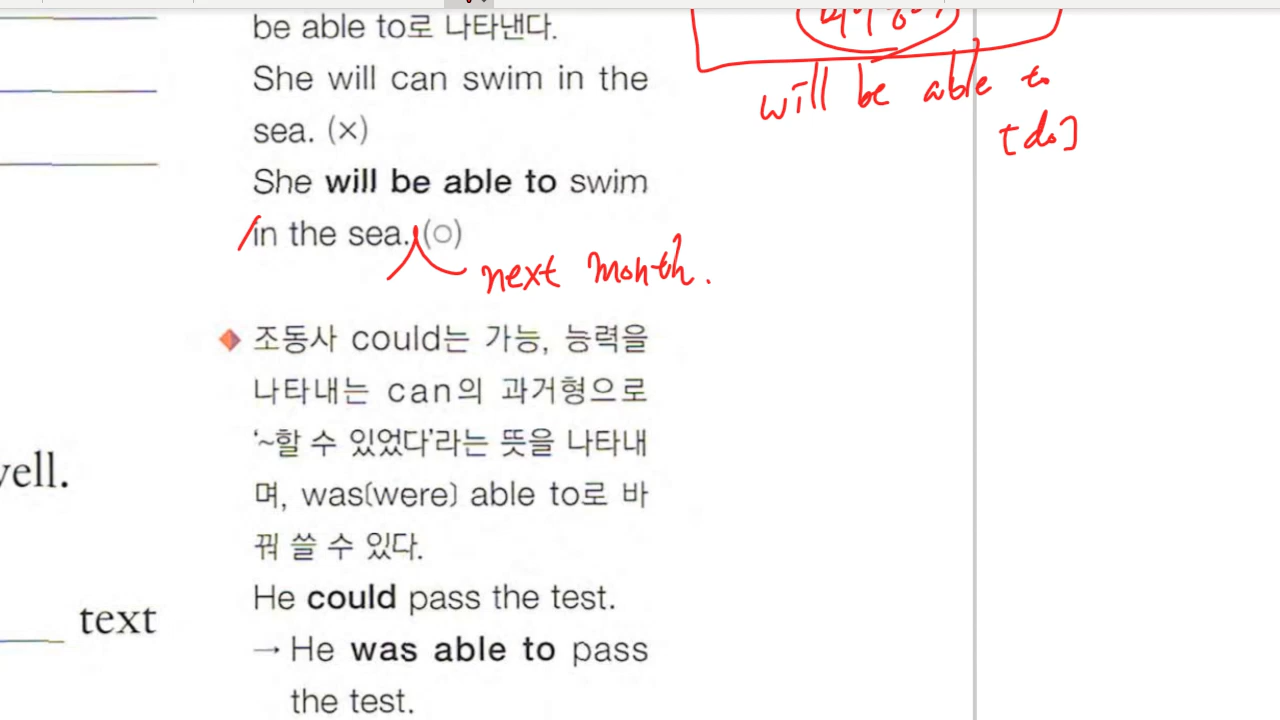 be able to로 나타낸다.
She will can swim in the
sea. (×)
She will be able to swim
in the sea. (○)
next month.
will be able to
[do]
◆ 조동사 could는 가능, 능력을
나타내는 can의 과거형으로
‘~할 수 있었다’라는 뜻을 나타내
며, was(were) able to로 바
꿔 쓸 수 있다.
He could pass the test.
→ He was able to pass
the test.
well.
text